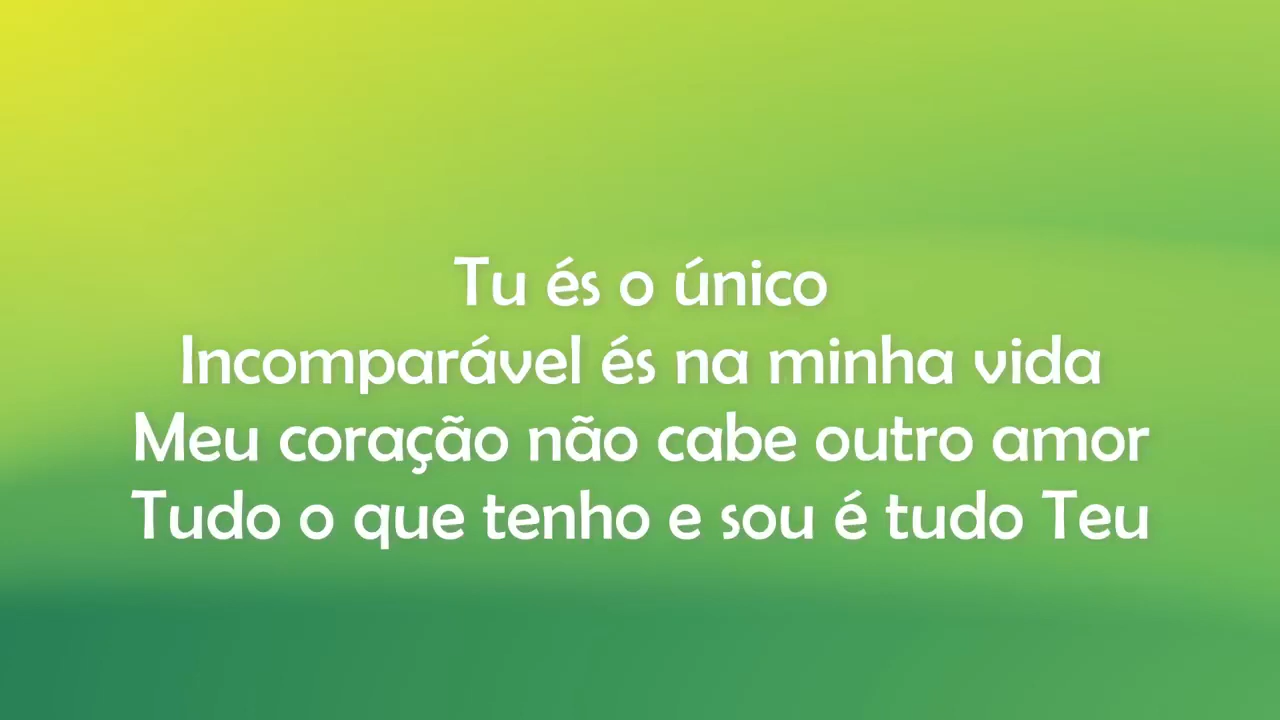 Tu és o único
Incomparável és na minha vida
Meu coração não cabe outro amor
Tudo o que tenho e sou é tudo Teu